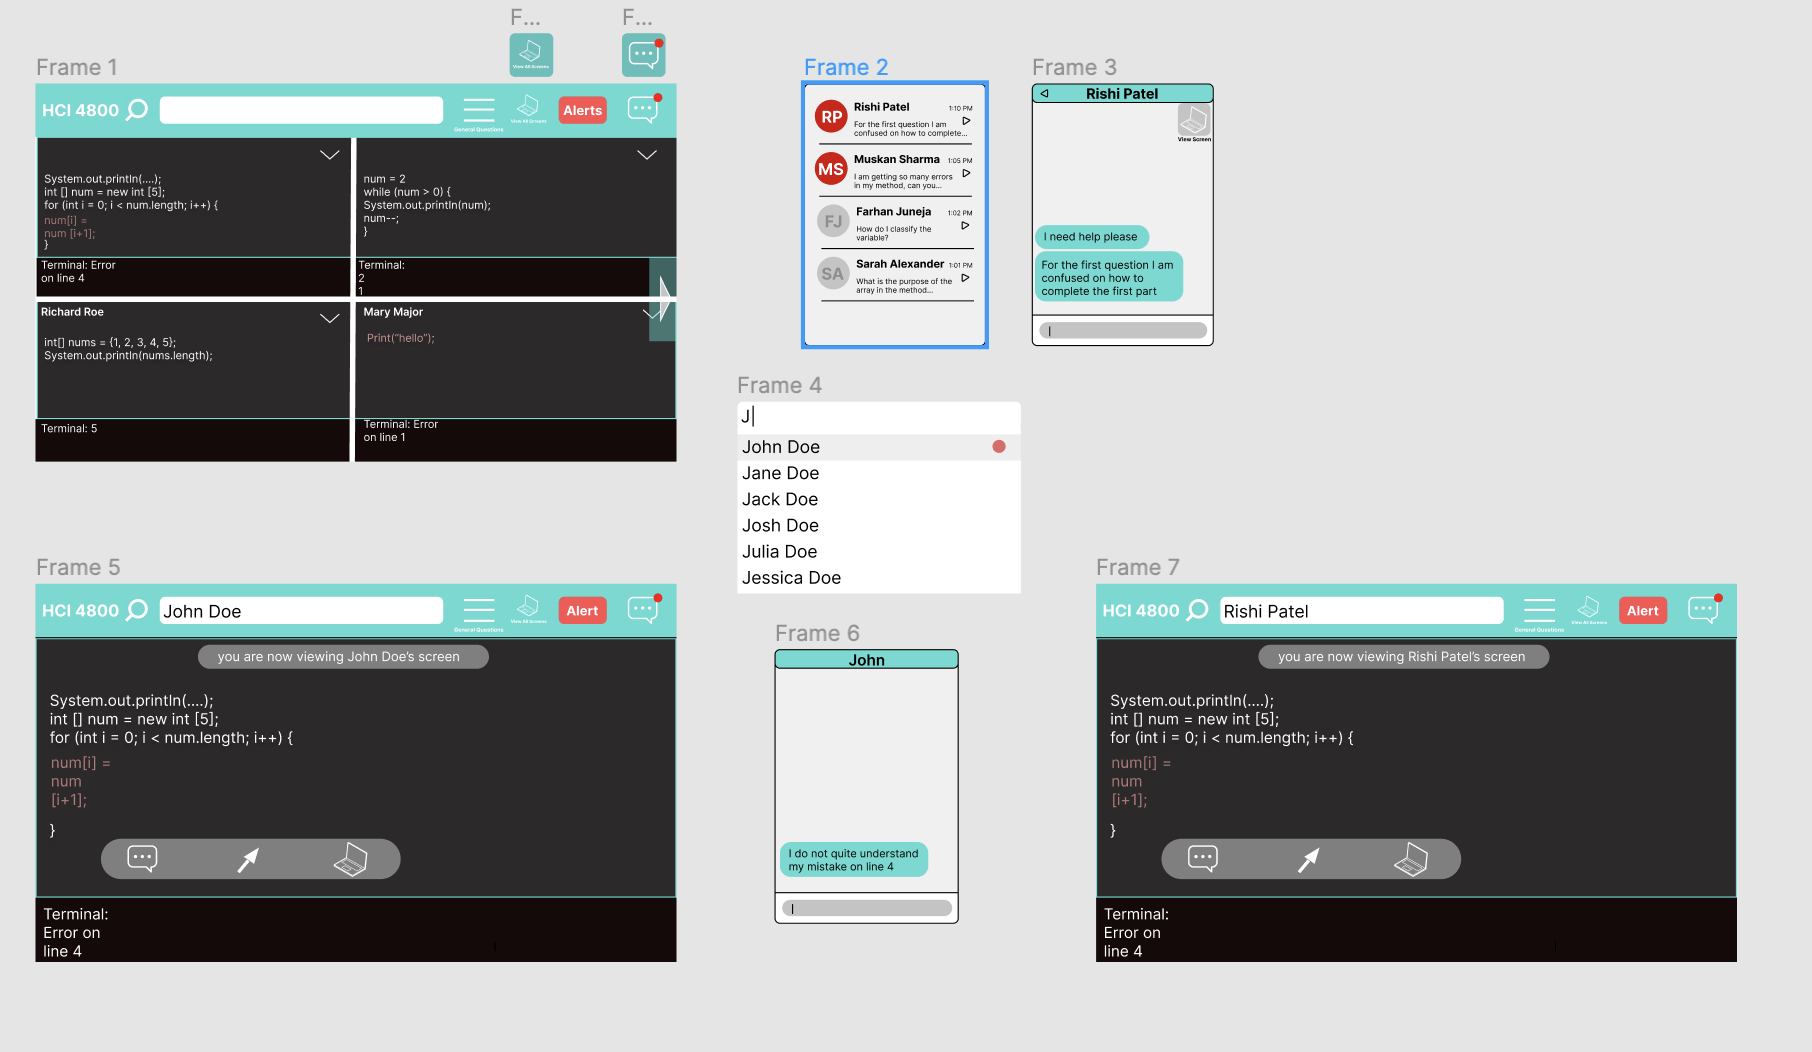 F...
F...
View All Screens
Frame 1
HCI 4800
General Questions
View All Screens
Alerts
System.out.println(....);
int [] num = new int [5];
for (int i = 0; i < num.length; i++) {
num[i] =
num [i+1];
}
Terminal: Error
on line 4
num = 2
while (num > 0) {
System.out.println(num);
num--;
}
Terminal:
2
1
Richard Roe
int[] nums = {1, 2, 3, 4, 5};
System.out.println(nums.length);
Terminal: 5
Mary Major
Print("hello");
Terminal: Error
on line 1
Frame 2
RP
Rishi Patel
1:10 PM
For the first question I am
confused on how to complete...
MS
Muskan Sharma
1:05 PM
I am getting so many errors
in my method, can you...
FJ
Farhan Juneja
1:02 PM
How do I classify the
variable?
SA
Sarah Alexander
1:01 PM
What is the purpose of the
array in the method...
Frame 3
Rishi Patel
View Screen
I need help please
For the first question I am
confused on how to
complete the first part
Frame 4
J
John Doe
Jane Doe
Jack Doe
Josh Doe
Julia Doe
Jessica Doe
Frame 5
HCI 4800
John Doe
General Questions
View All Screens
Alert
you are now viewing John Doe's screen
System.out.println(....);
int [] num = new int [5];
for (int i = 0; i < num.length; i++) {
num[i] =
num
[i+1];
}
Terminal:
Error on
line 4
Frame 6
John
I do not quite understand
my mistake on line 4
Frame 7
HCI 4800
Rishi Patel
General Questions
View All Screens
Alert
you are now viewing Rishi Patel's screen
System.out.println(....);
int [] num = new int [5];
for (int i = 0; i < num.length; i++) {
num[i] =
num
[i+1];
}
Terminal:
Error on
line 4